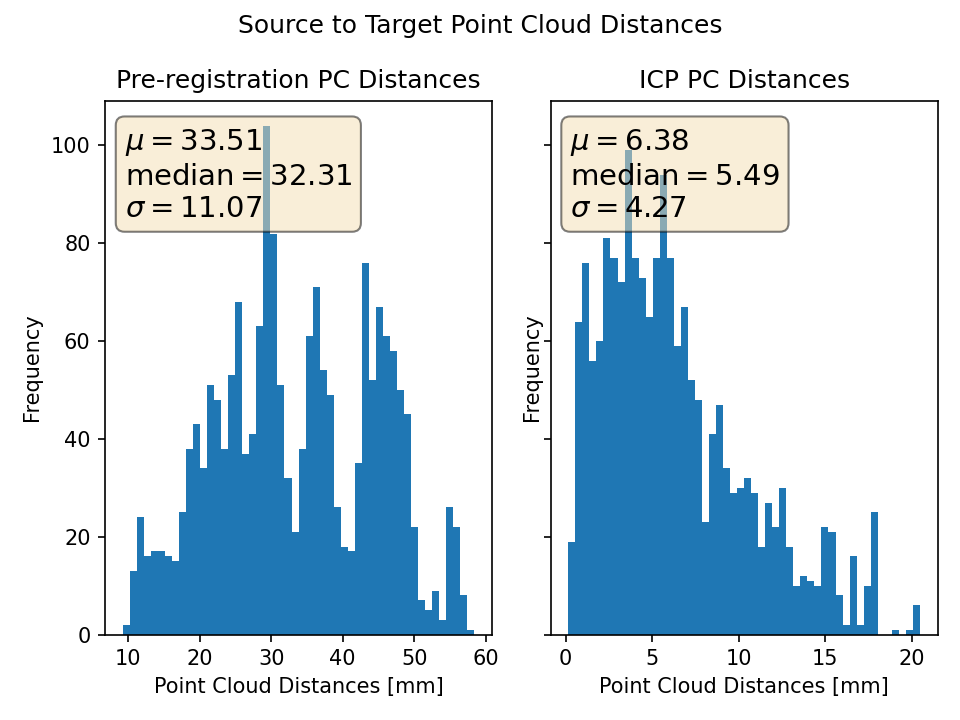 Source to Target Point Cloud Distances
Pre-registration PC Distances
μ = 33.51
median = 32.31
σ = 11.07
Frequency
100
80
60
40
20
0
10 20 30 40 50 60
Point Cloud Distances [mm]
ICP PC Distances
μ = 6.38
median = 5.49
σ = 4.27
Frequency
0 5 10 15 20
Point Cloud Distances [mm]